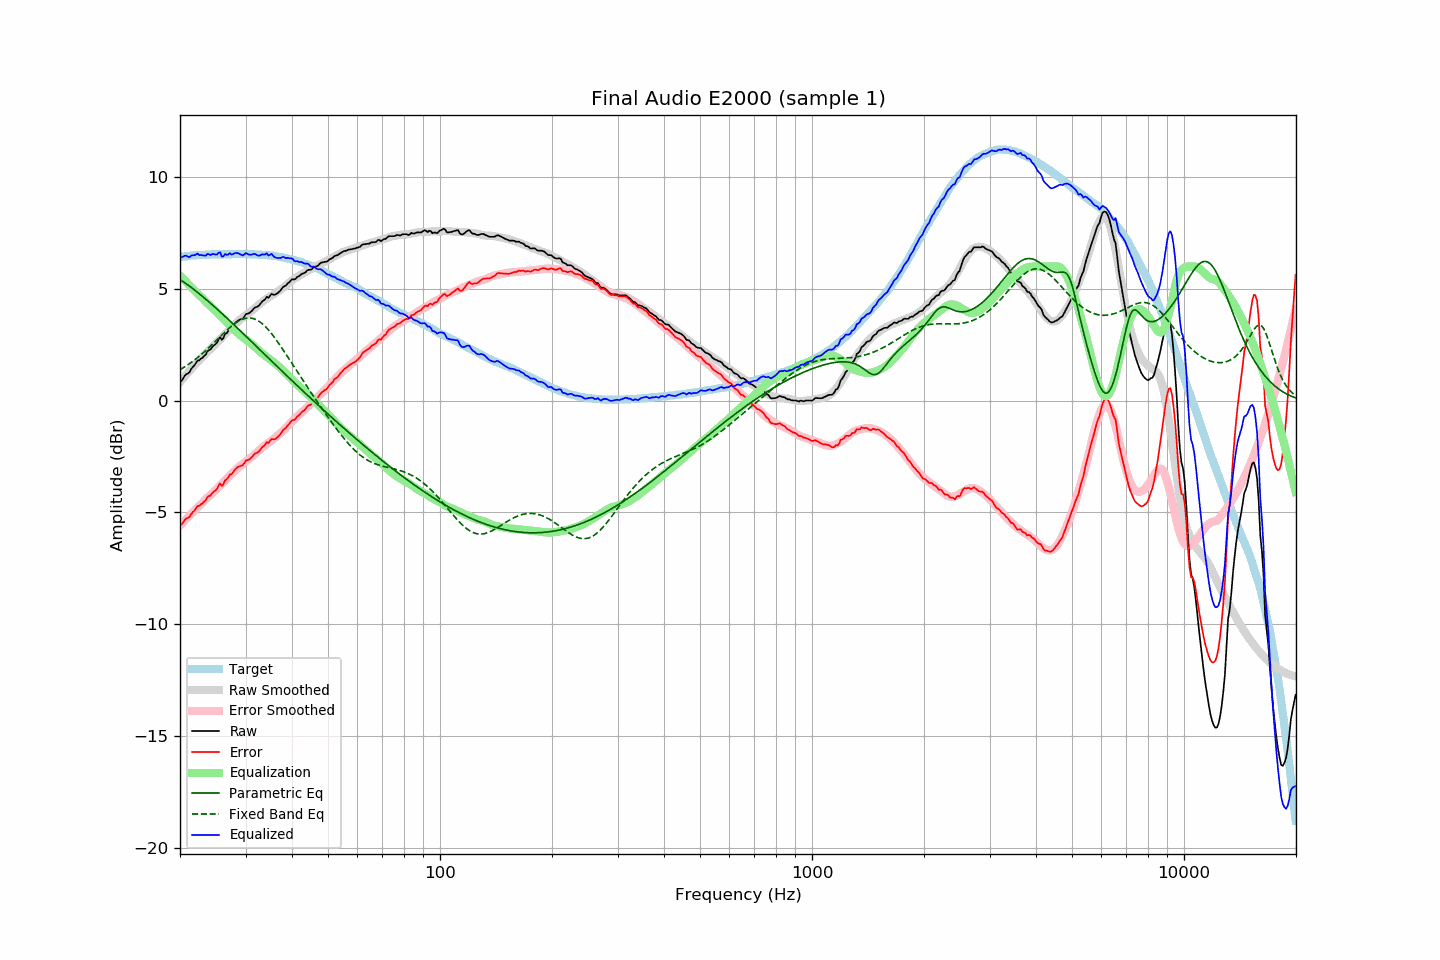 Final Audio E2000 (sample 1)
10
5
0
−5
−10
−15
−20
Amplitude (dBr)
Target
Raw Smoothed
Error Smoothed
Raw
Error
Equalization
Parametric Eq
Fixed Band Eq
Equalized
100
1000
10000
Frequency (Hz)